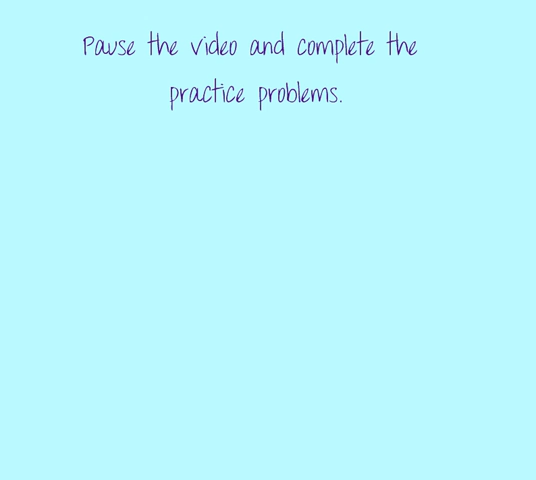 Pause the video and complete the
practice problems.